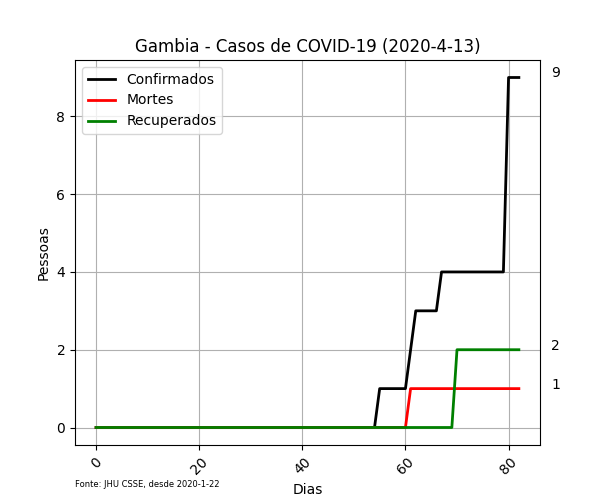 Gambia - Casos de COVID-19 (2020-4-13)
Confirmados
Mortes
Recuperados
9
2
1
8
6
4
2
0
Pessoas
0
20
40
60
80
Dias
Fonte: JHU CSSE, desde 2020-1-22